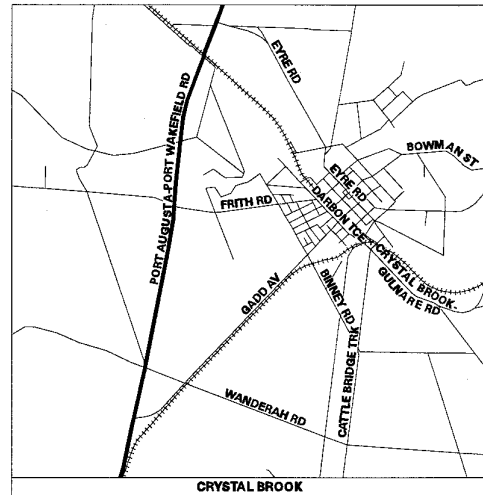 EYRE RD
BOWMAN ST
EYRE RD
PORT AUGUSTA-PORT WAKEFIELD RD
FRITH RD
DARBON TCE
CRYSTAL BROOK-
GULNARE RD
GADD AV
BINNEY RD
CATTLE BRIDGE TRK
WANDERAH RD
CRYSTAL BROOK